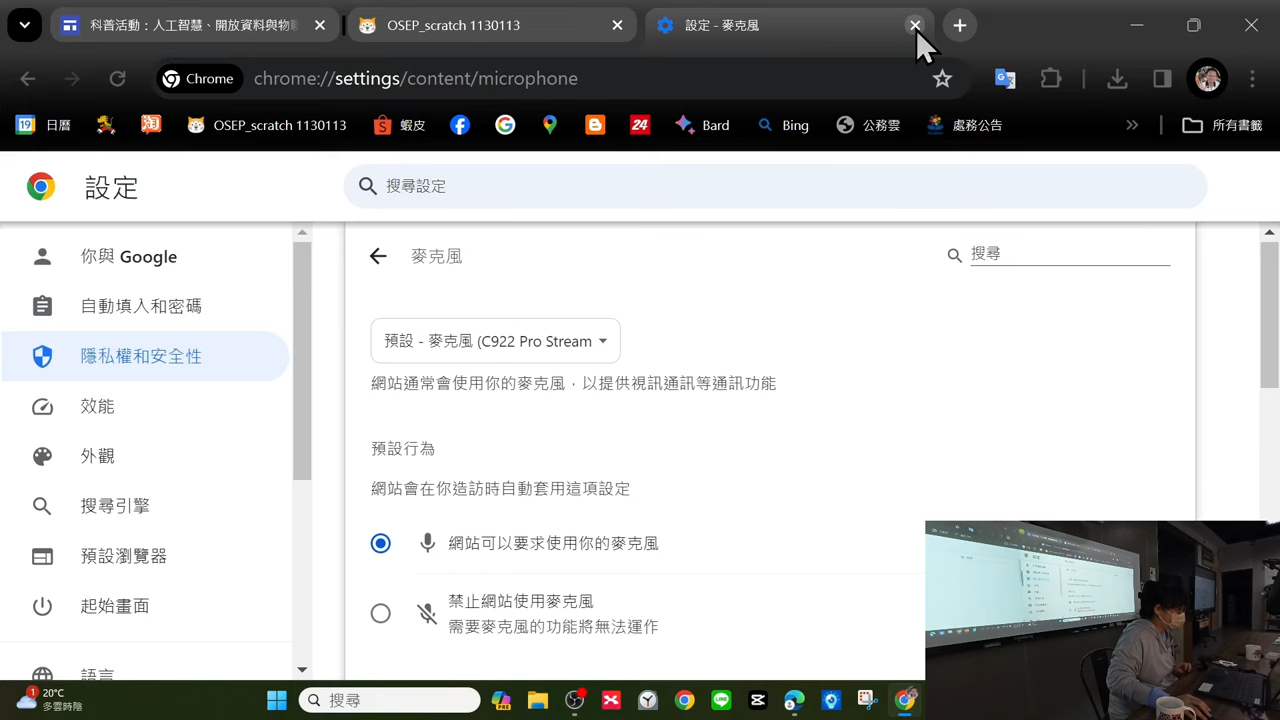 科普活動：人工智慧、開放資料與物
OSEP_scratch 1130113
設定 - 麥克風
Chrome
chrome://settings/content/microphone
日曆
淘
OSEP_scratch 1130113
蝦皮
24
Bard
Bing
公務雲
處務公告
所有書籤
設定
搜尋設定
你與 Google
自動填入和密碼
隱私權和安全性
效能
外觀
搜尋引擎
預設瀏覽器
起始畫面
語言
麥克風
搜尋
預設 - 麥克風 (C922 Pro Stream
網站通常會使用你的麥克風，以提供視訊通訊等通訊功能
預設行為
網站會在你造訪時自動套用這項設定
網站可以要求使用你的麥克風
禁止網站使用麥克風
需要麥克風的功能將無法運作
1
20°C
多雲時陰
搜尋
LINE